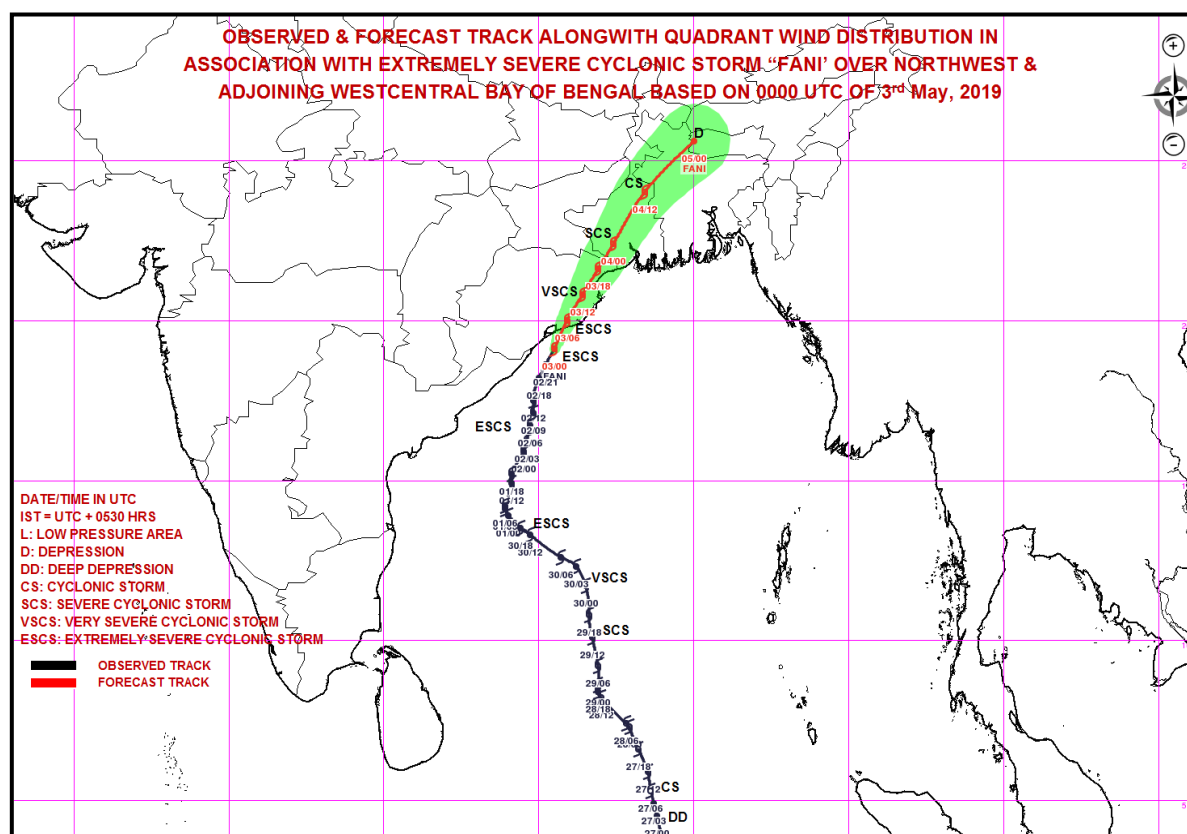 OBSERVED & FORECAST TRACK ALONGWITH QUADRANT WIND DISTRIBUTION IN
ASSOCIATION WITH EXTREMELY SEVERE CYCLONIC STORM “FANI’ OVER NORTHWEST &
ADJOINING WESTCENTRAL BAY OF BENGAL BASED ON 0000 UTC OF 3rd May, 2019
+
−
D
05/00
FANI
2
CS
04/12
SCS
04/00
03/18
VSCS
03/12
2
ESCS
03/06
ESCS
03/00
FANI
02/21
02/18
02/12
ESCS
02/09
02/06
02/03
02/00
1
01/18
/12
01/06
ESCS
01/00
30/18
30/12
30/06
VSCS
30/03
30/00
SCS
29/18
1
29/12
29/06
29/00
28/18
28/12
28/06
27/18
CS
27/12
5
27/06
DD
27/03
27/00
DATE/TIME IN UTC
IST = UTC + 0530 HRS
L: LOW PRESSURE AREA
D: DEPRESSION
DD: DEEP DEPRESSION
CS: CYCLONIC STORM
SCS: SEVERE CYCLONIC STORM
VSCS: VERY SEVERE CYCLONIC STORM
ESCS: EXTREMELY SEVERE CYCLONIC STORM
OBSERVED TRACK
FORECAST TRACK